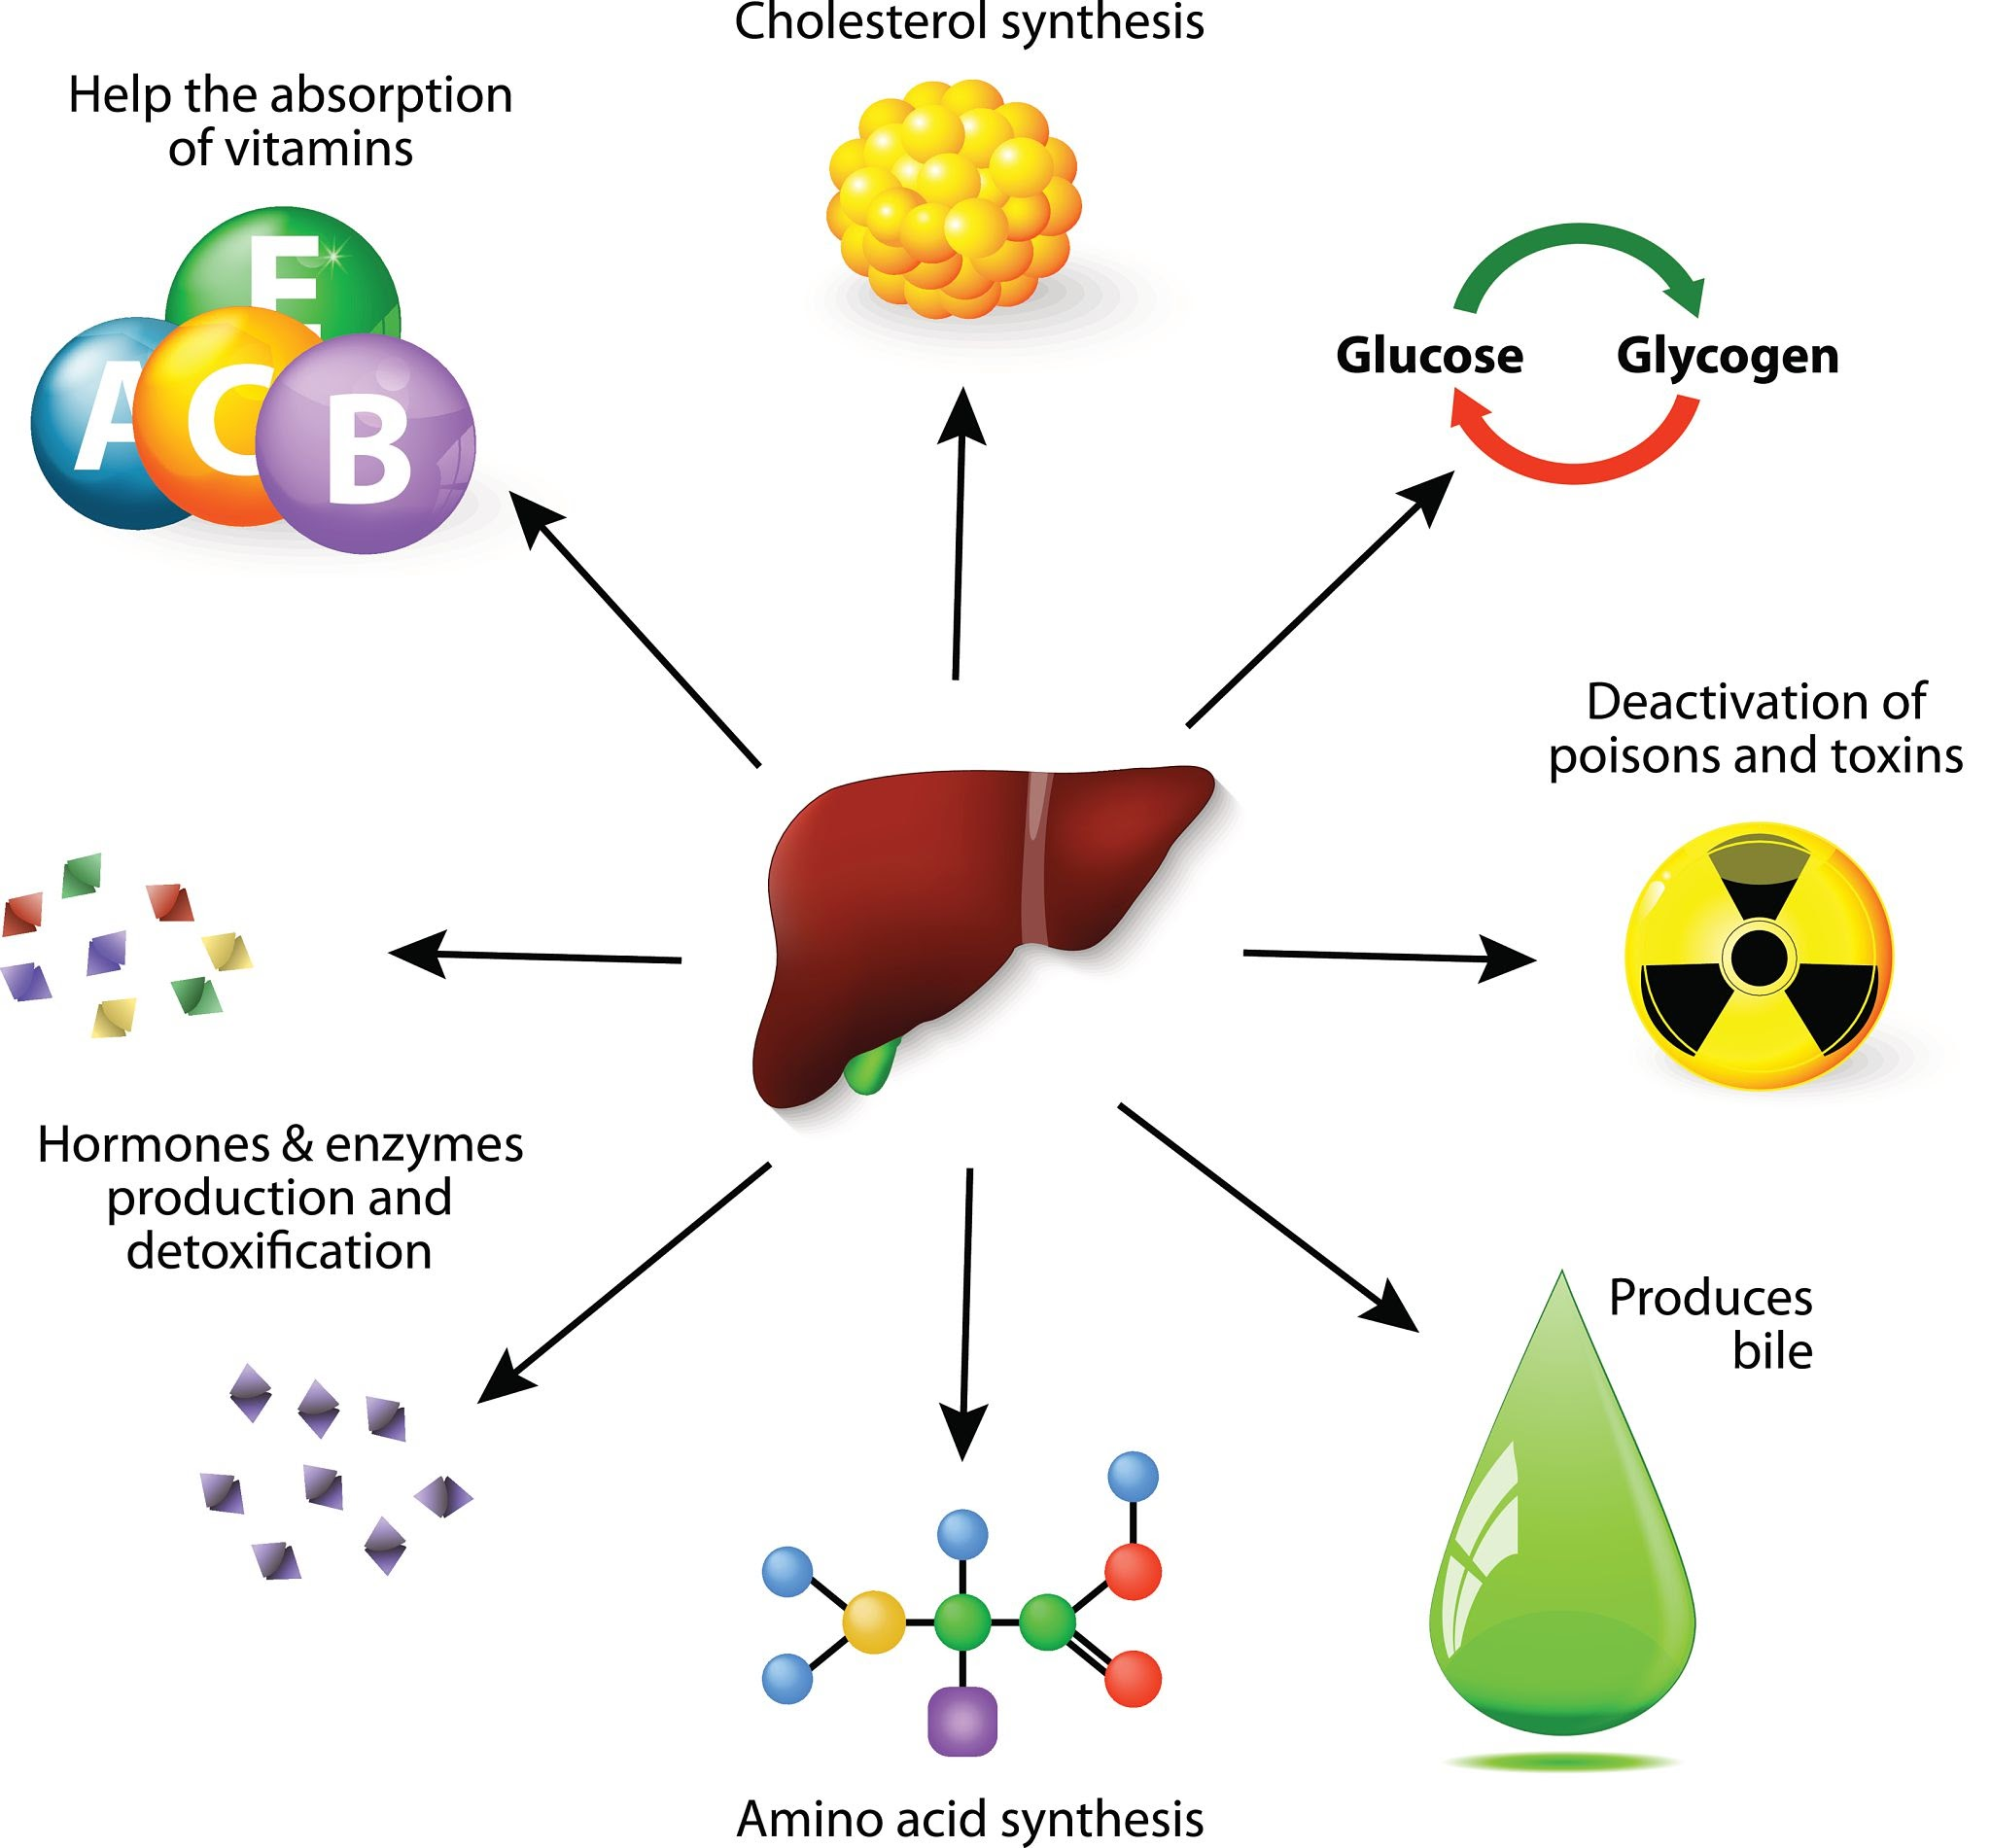 Cholesterol synthesis
Help the absorption
of vitamins
E
A
C
B
Glucose
Glycogen
Deactivation of
poisons and toxins
Hormones & enzymes
production and
detoxification
Produces
bile
Amino acid synthesis